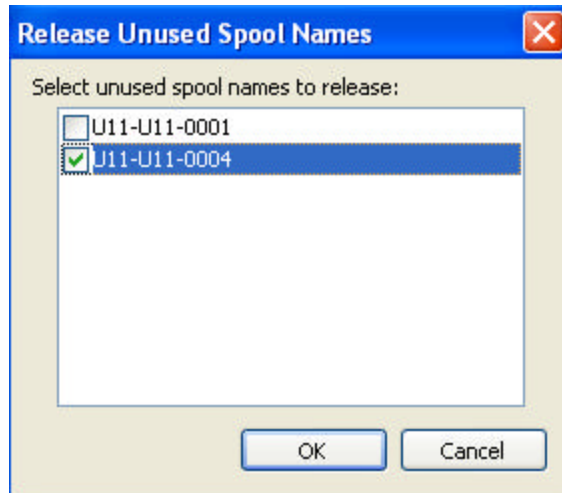 Release Unused Spool Names
Select unused spool names to release:
U11-U11-0001
U11-U11-0004
OK
Cancel